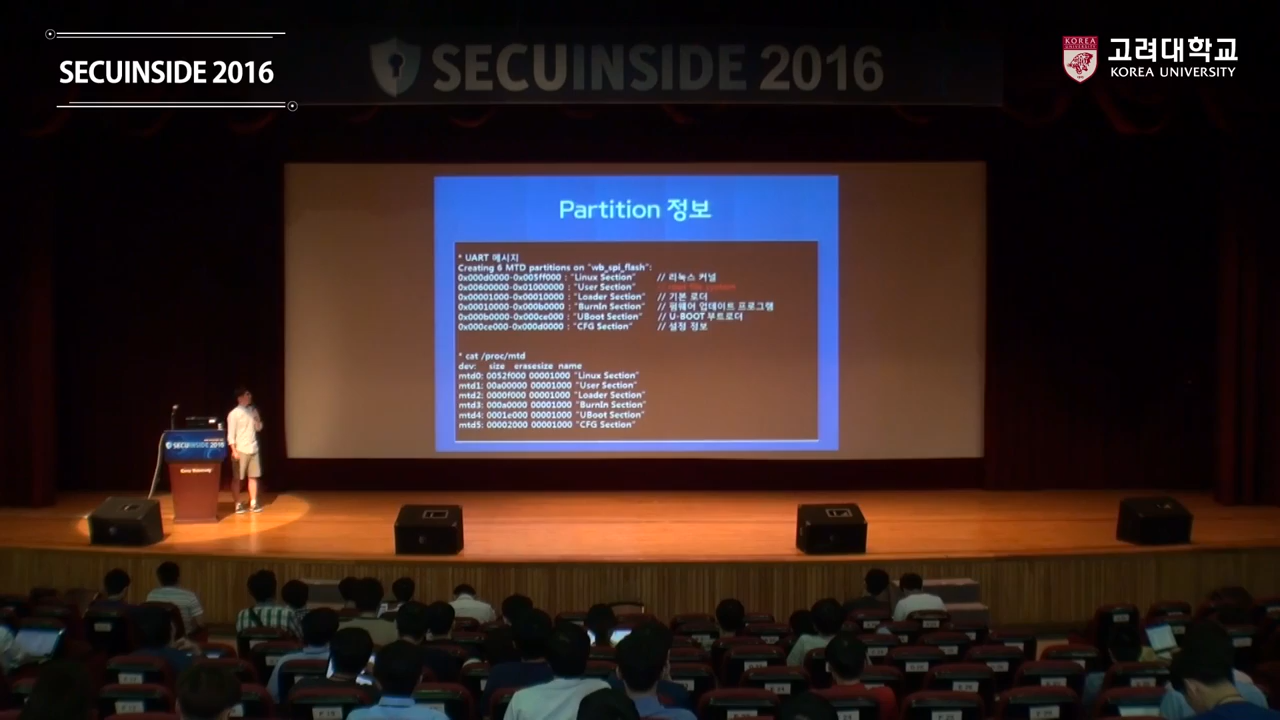 SECUINSIDE 2016
SECUINSIDE 2016
KOREA
고려대학교
KOREA UNIVERSITY
Partition 정보
* UART 메시지
Creating 6 MTD partitions on "wb_spi_flash":
0x000d0000-0x005ff000 : "Linux Section" // 리눅스 커널
0x00600000-0x01000000 : "User Section" // root file system
0x00001000-0x00010000 : "Loader Section" // 기본 로더
0x00010000-0x000b0000 : "BurnIn Section" // 펌웨어 업데이트 프로그램
0x000b0000-0x000ce000 : "UBoot Section" // U-BOOT 부트로더
0x000ce000-0x000d0000 : "CFG Section" // 설정 정보
* cat /proc/mtd
dev: size erasesize name
mtd0: 0052f000 00001000 "Linux Section"
mtd1: 00a00000 00001000 "User Section"
mtd2: 0000f000 00001000 "Loader Section"
mtd3: 000a0000 00001000 "BurnIn Section"
mtd4: 0001e000 00001000 "UBoot Section"
mtd5: 00002000 00001000 "CFG Section"
SECUINSIDE 2016